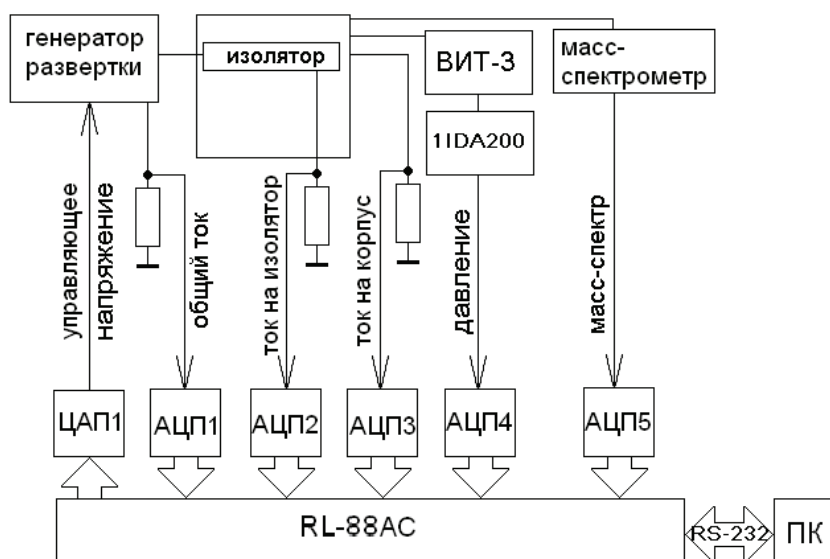 генератор
развертки
изолятор
ВИТ-3
масс-
спектрометр
11DA200
управляющее
напряжение
общий ток
ток на изолятор
ток на корпус
давление
масс-спектр
ЦАП1
АЦП1
АЦП2
АЦП3
АЦП4
АЦП5
RL-88AC
RS-232
ПК